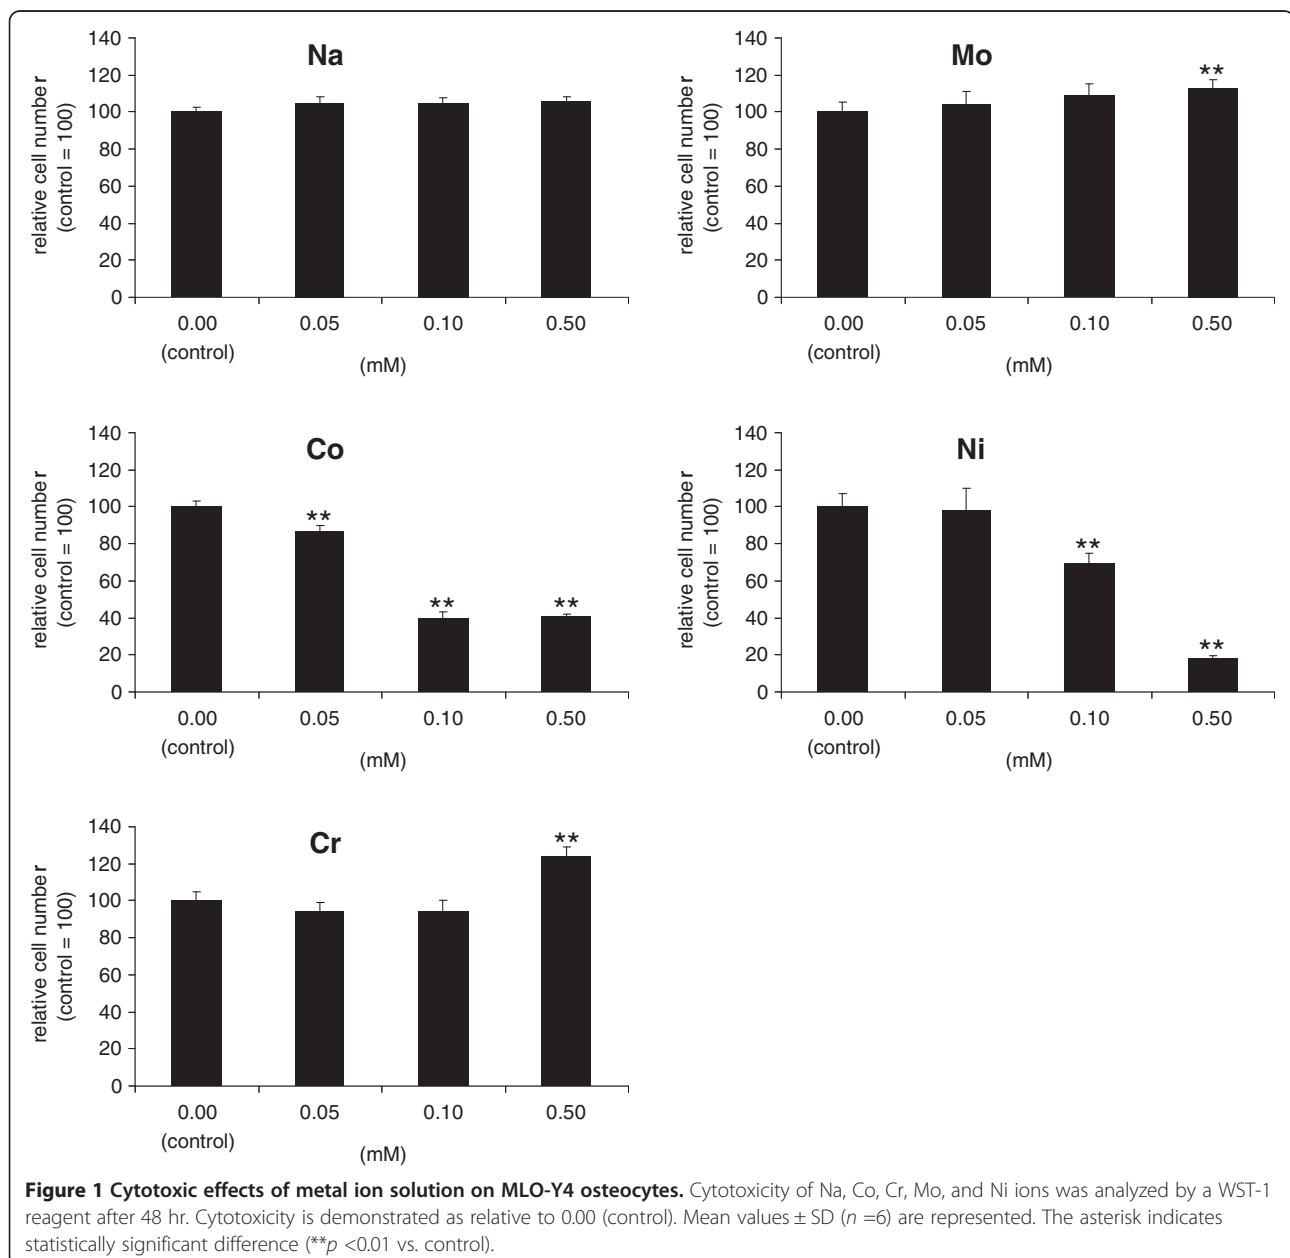 Na
relative cell number
(control = 100)
140
120
100
80
60
40
20
0
0.00
0.05
0.10
0.50
(control)
(mM)
Mo
relative cell number
(control = 100)
140
120
100
80
60
40
20
0
**
0.00
0.05
0.10
0.50
(control)
(mM)
Co
relative cell number
(control = 100)
140
120
100
80
60
40
20
0
**
**
**
0.00
0.05
0.10
0.50
(control)
(mM)
Ni
relative cell number
(control = 100)
140
120
100
80
60
40
20
0
**
**
0.00
0.05
0.10
0.50
(control)
(mM)
Cr
relative cell number
(control = 100)
140
120
100
80
60
40
20
0
**
0.00
0.05
0.10
0.50
(control)
(mM)
Figure 1 Cytotoxic effects of metal ion solution on MLO-Y4 osteocytes. Cytotoxicity of Na, Co, Cr, Mo, and Ni ions was analyzed by a WST-1
reagent after 48 hr. Cytotoxicity is demonstrated as relative to 0.00 (control). Mean values ± SD (n =6) are represented. The asterisk indicates
statistically significant difference (**p <0.01 vs. control).